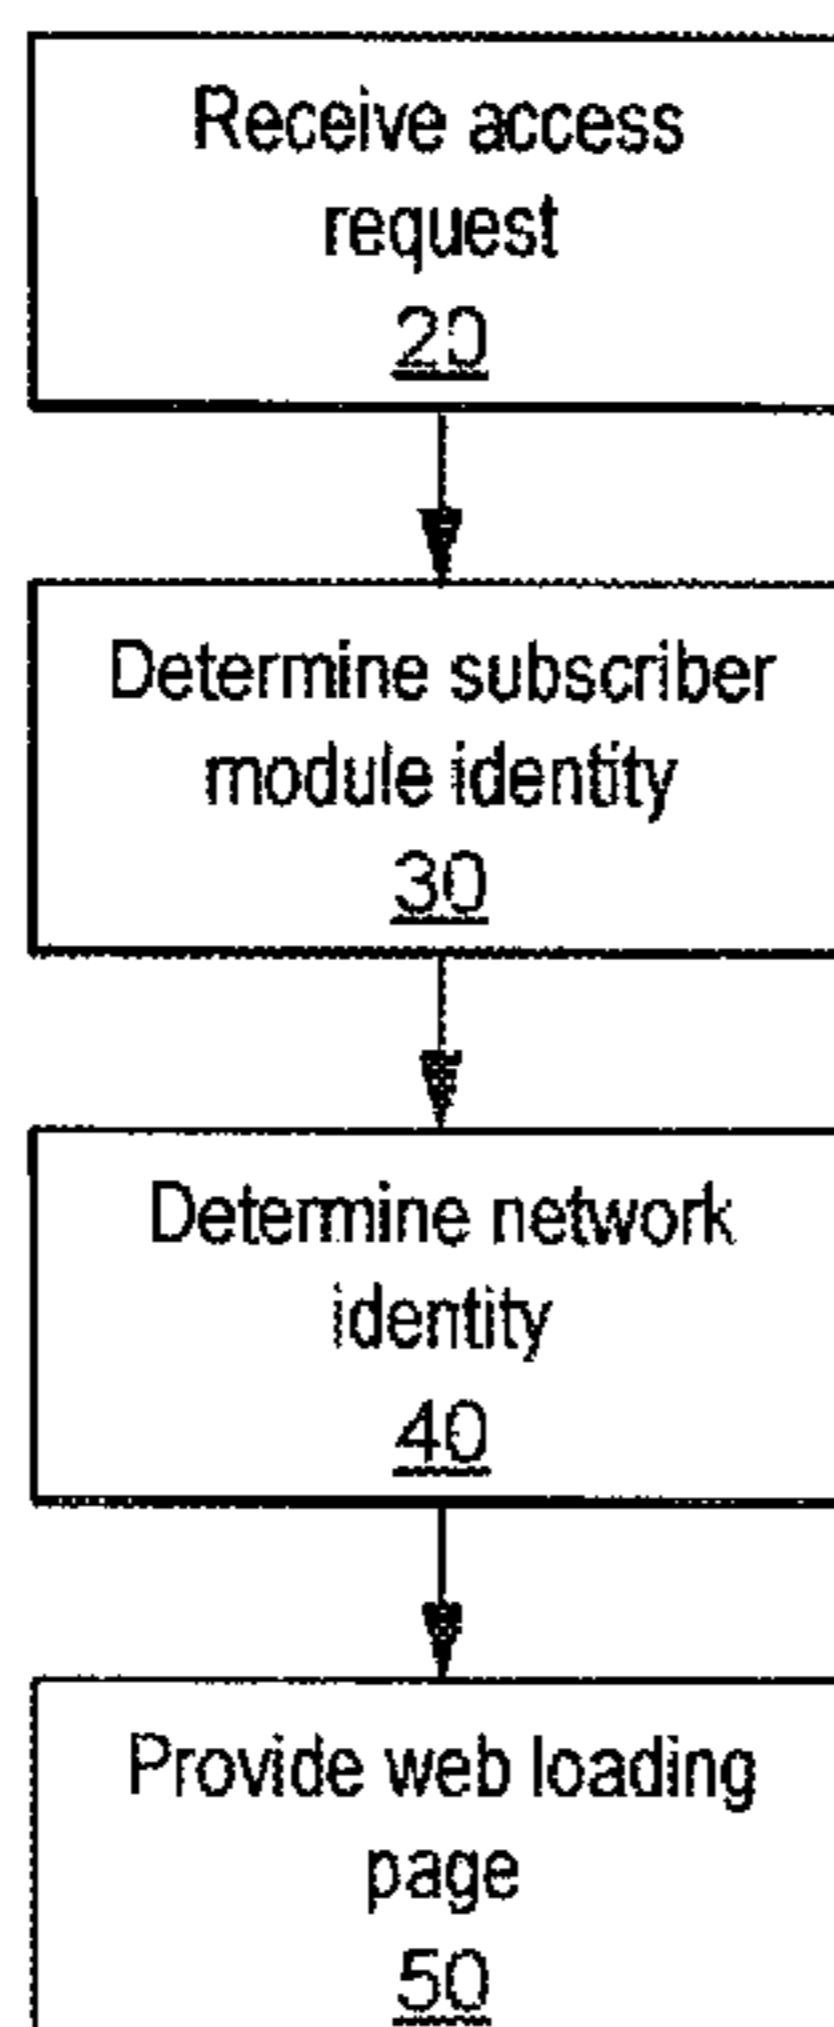 Receive access
request
20
Determine subscriber
module identity
30
Determine network
identity
40
Provide web loading
page
50